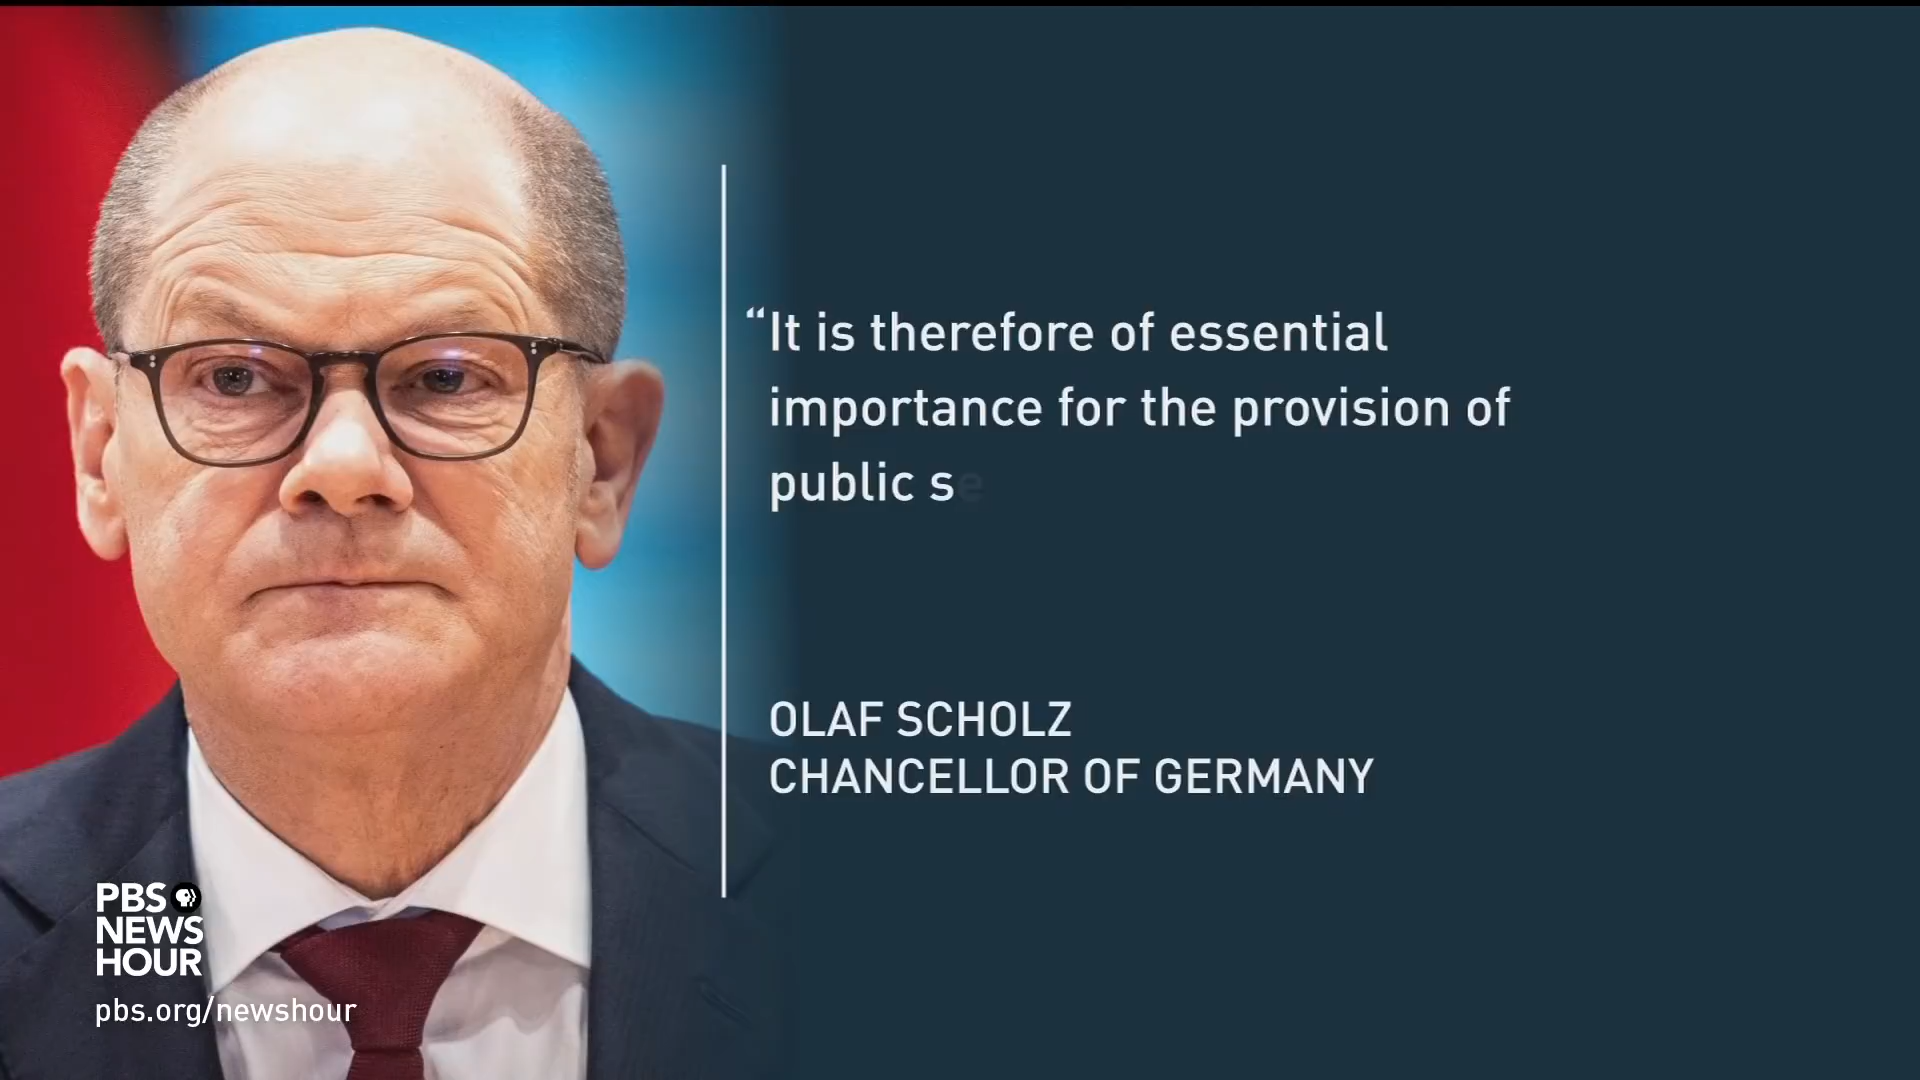 “It is therefore of essential
importance for the provision of
public se
OLAF SCHOLZ
CHANCELLOR OF GERMANY
PBS
NEWS
HOUR
pbs.org/newshour